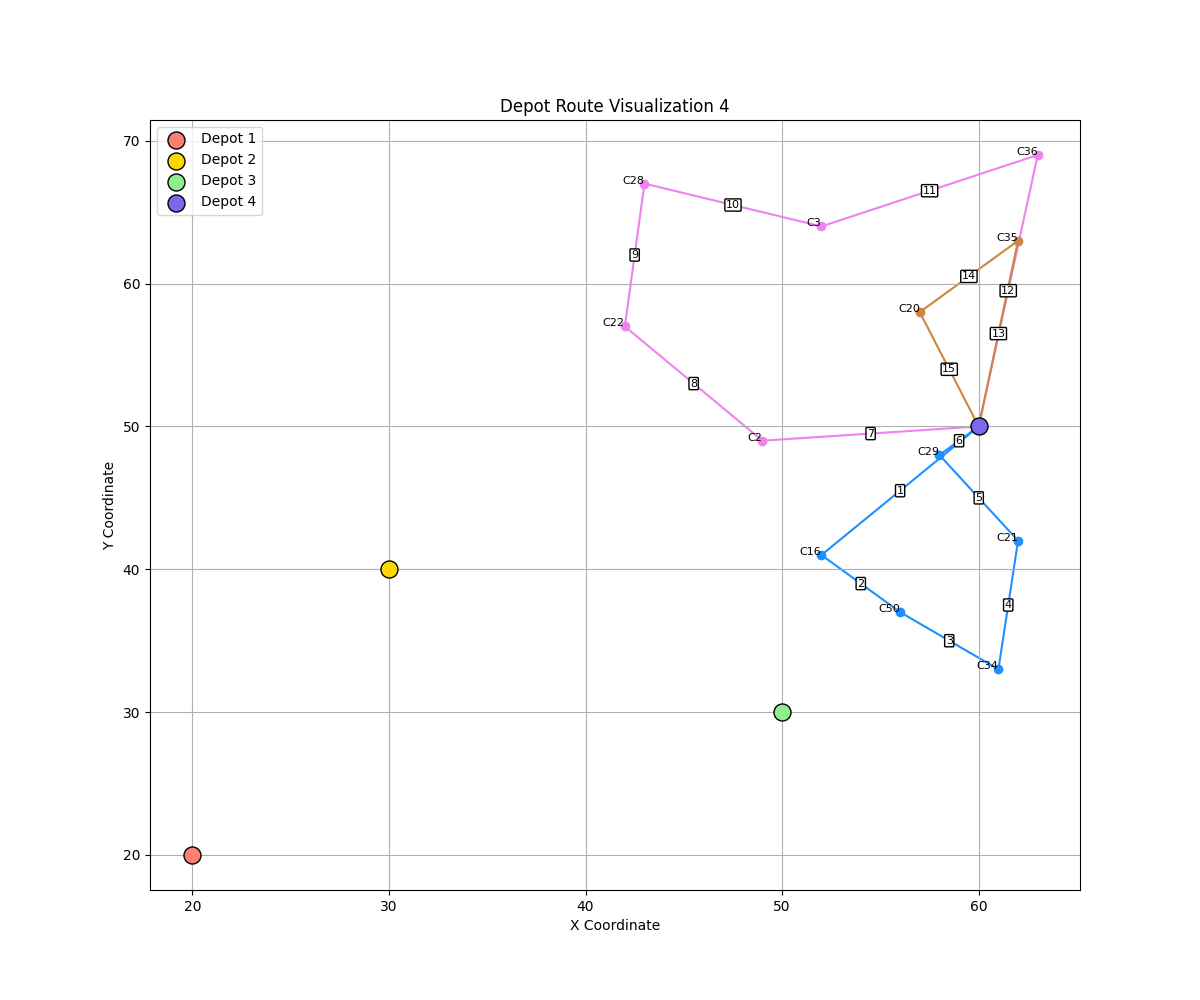 Depot Route Visualization 4
Depot 1
Depot 2
Depot 3
Depot 4
Y Coordinate
70
60
50
40
30
20
C36
C28
10
11
C3
C35
9
14
12
C20
C22
13
15
8
C2
7
6
C29
1
5
C16
C21
2
C50
4
3
C34
20
30
40
50
60
X Coordinate